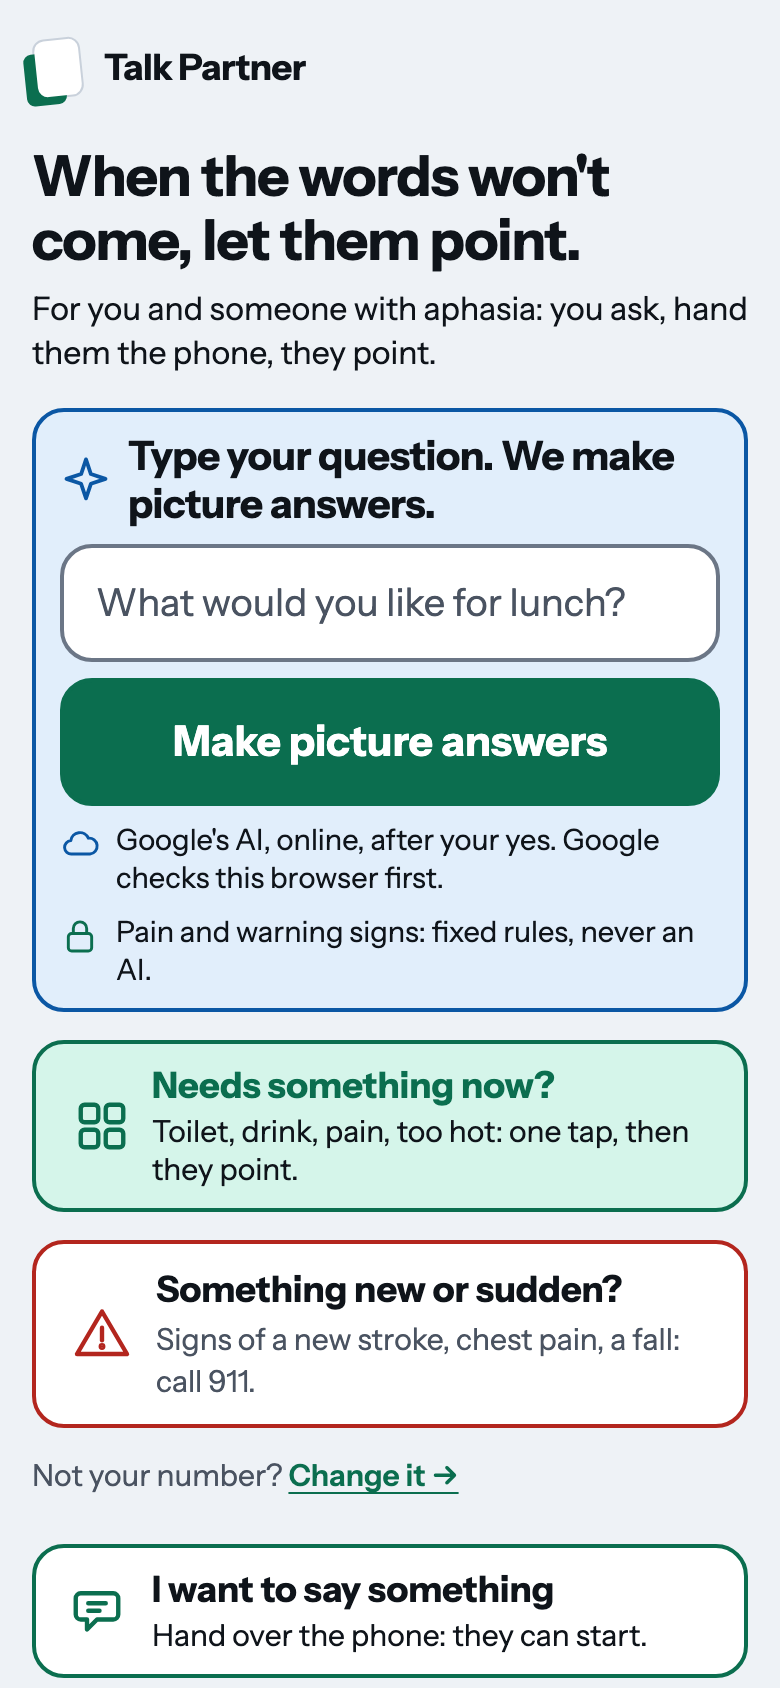 Talk Partner
When the words won't
come, let them point.
For you and someone with aphasia: you ask, hand
them the phone, they point.
Type your question. We make
picture answers.
What would you like for lunch?
Make picture answers
Google's AI, online, after your yes. Google
checks this browser first.
Pain and warning signs: fixed rules, never an
AI.
Needs something now?
Toilet, drink, pain, too hot: one tap, then
they point.
Something new or sudden?
Signs of a new stroke, chest pain, a fall:
call 911.
Not your number? Change it →
I want to say something
Hand over the phone: they can start.